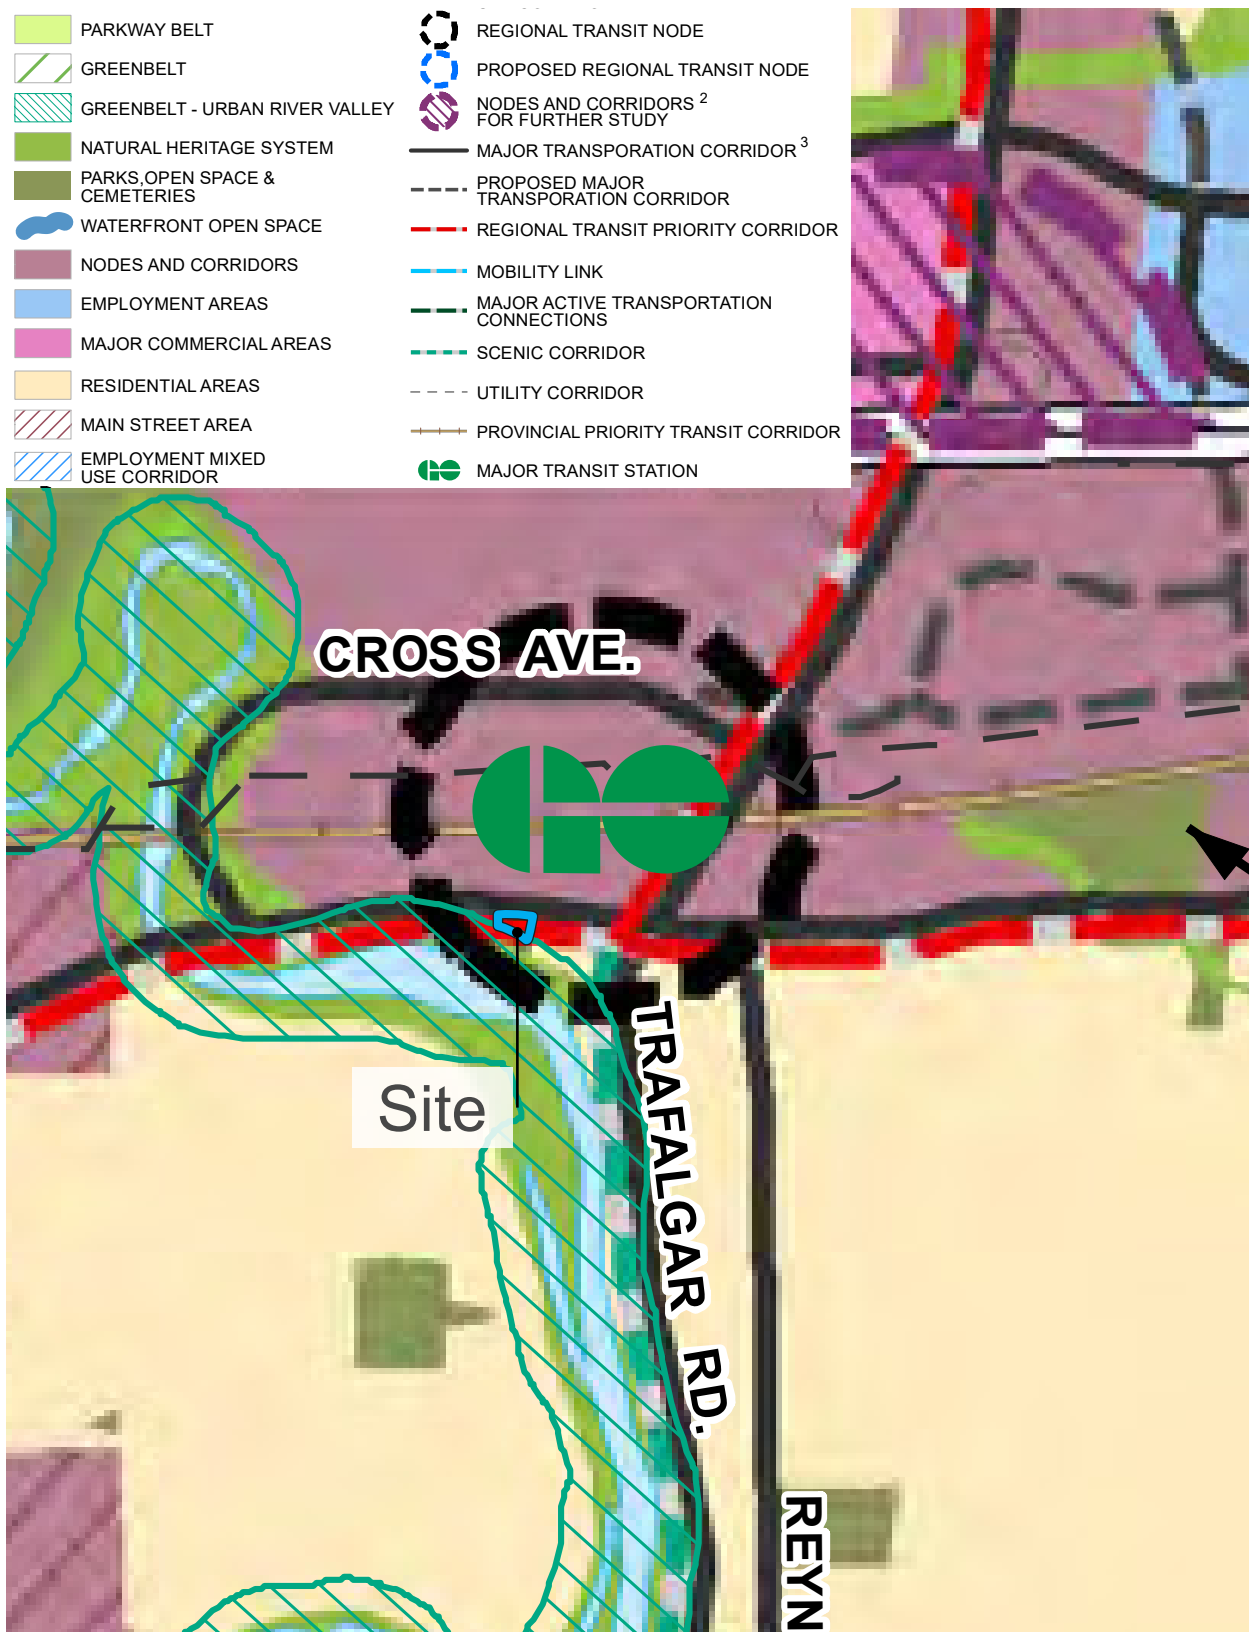 PARKWAY BELT
GREENBELT
GREENBELT - URBAN RIVER VALLEY
NATURAL HERITAGE SYSTEM
PARKS,OPEN SPACE &
CEMETERIES
WATERFRONT OPEN SPACE
NODES AND CORRIDORS
EMPLOYMENT AREAS
MAJOR COMMERCIAL AREAS
RESIDENTIAL AREAS
MAIN STREET AREA
EMPLOYMENT MIXED
USE CORRIDOR
REGIONAL TRANSIT NODE
PROPOSED REGIONAL TRANSIT NODE
NODES AND CORRIDORS 2
FOR FURTHER STUDY
MAJOR TRANSPORATION CORRIDOR 3
PROPOSED MAJOR
TRANSPORATION CORRIDOR
REGIONAL TRANSIT PRIORITY CORRIDOR
MOBILITY LINK
MAJOR ACTIVE TRANSPORTATION
CONNECTIONS
SCENIC CORRIDOR
UTILITY CORRIDOR
PROVINCIAL PRIORITY TRANSIT CORRIDOR
MAJOR TRANSIT STATION
CROSS AVE.
Site
TRAFALGAR RD.
REYN